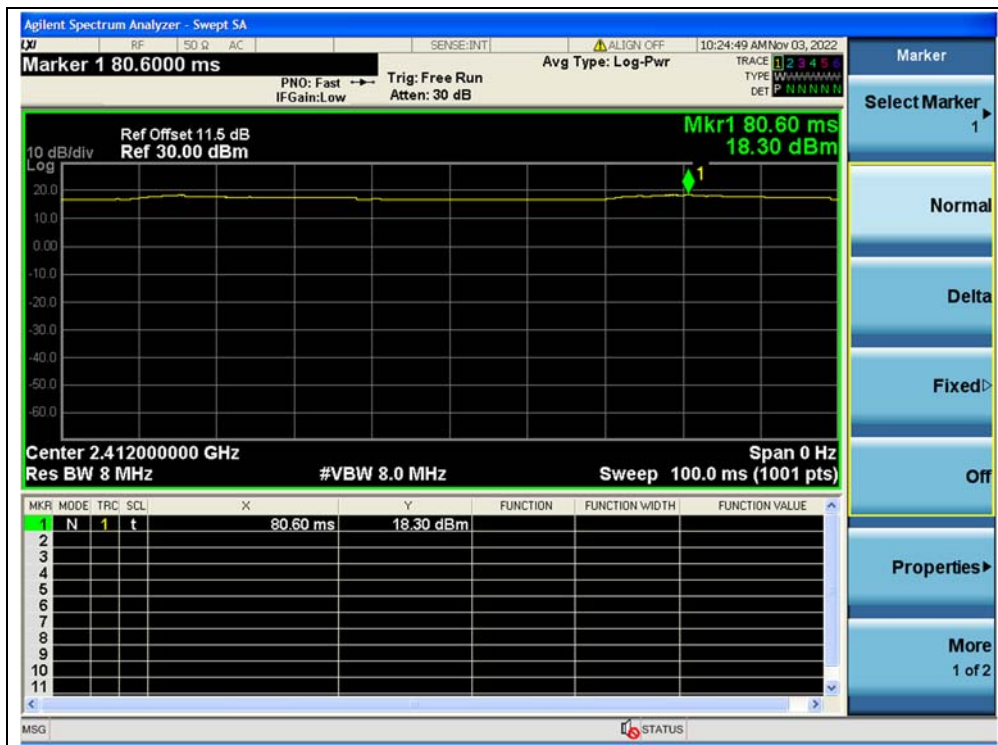 Agilent Spectrum Analyzer - Swept SA
LXI RF 50 Ω AC SENSE:INT ALIGN OFF 10:24:49 AM Nov 03, 2022
Marker 1 80.6000 ms
PNO: Fast
IFGain:Low
Trig: Free Run
Atten: 30 dB
Avg Type: Log-Pwr
TRACE 1 2 3 4 5 6
TYPE WWWWWW
DET P N N N N N
Ref Offset 11.5 dB
Ref 30.00 dBm
10 dB/div
Log
Mkr1 80.60 ms
18.30 dBm
1
20.0
10.0
0.00
-10.0
-20.0
-30.0
-40.0
-50.0
-60.0
Center 2.412000000 GHz Span 0 Hz
Res BW 8 MHz #VBW 8.0 MHz Sweep 100.0 ms (1001 pts)
MKR MODE TRC SCL X Y FUNCTION FUNCTION WIDTH FUNCTION VALUE
1 N 1 t 80.60 ms 18.30 dBm
2
3
4
5
6
7
8
9
10
11
MSG STATUS
Marker
Select Marker
1
Normal
Delta
Fixed
Off
Properties
More
1 of 2